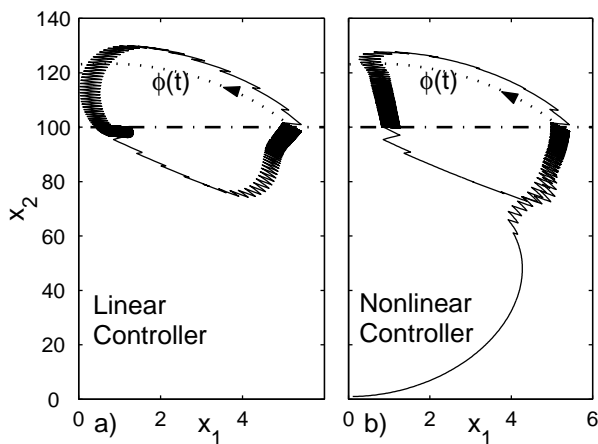 140
120
100
80
60
40
20
0
x2
ϕ(t)
Linear
Controller
0
2
4
a)
x1
ϕ(t)
Nonlinear
Controller
0
2
4
6
b)
x1